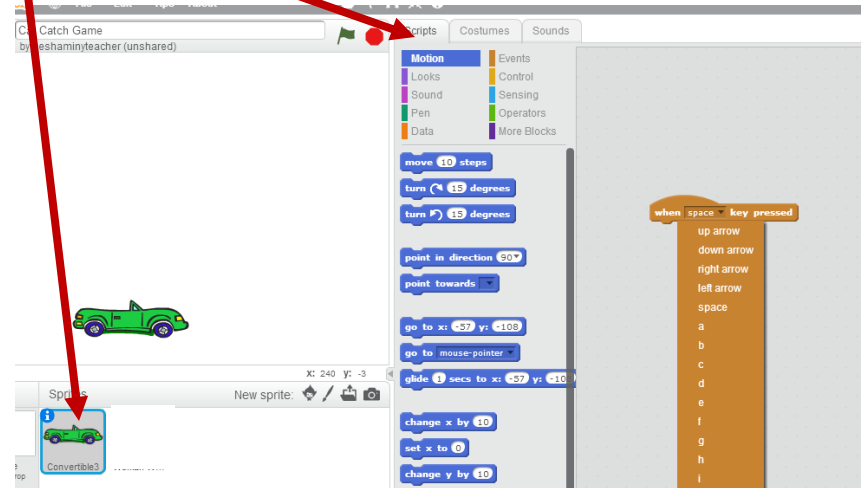 Catch Game
by eshaminyteacher (unshared)
Scripts
Costumes
Sounds
Motion
Looks
Sound
Pen
Data
Events
Control
Sensing
Operators
More Blocks
move 10 steps
turn 15 degrees
turn 15 degrees
point in direction 90
point towards
go to x: -57 y: -108
go to mouse-pointer
glide 1 secs to x: -57 y: -10
change x by 10
set x to 0
change y by 10
when space key pressed
up arrow
down arrow
right arrow
left arrow
space
a
b
c
d
e
f
g
h
i
X: 240 y: -3
Sprites
New sprite:
Convertible3